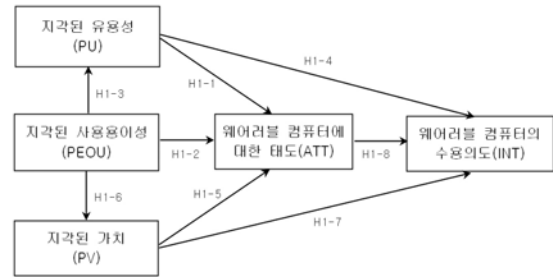 지각된 유용성
(PU)
H1-4
H1-1
H1-3
지각된 사용용이성
(PEOU)
H1-2
웨어러블 컴퓨터에
대한 태도(ATT)
H1-8
웨어러블 컴퓨터의
수용의도(INT)
H1-6
H1-5
H1-7
지각된 가치
(PV)